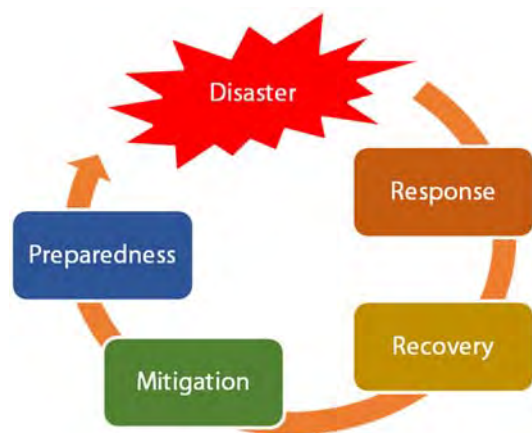 Disaster
Response
Recovery
Mitigation
Preparedness